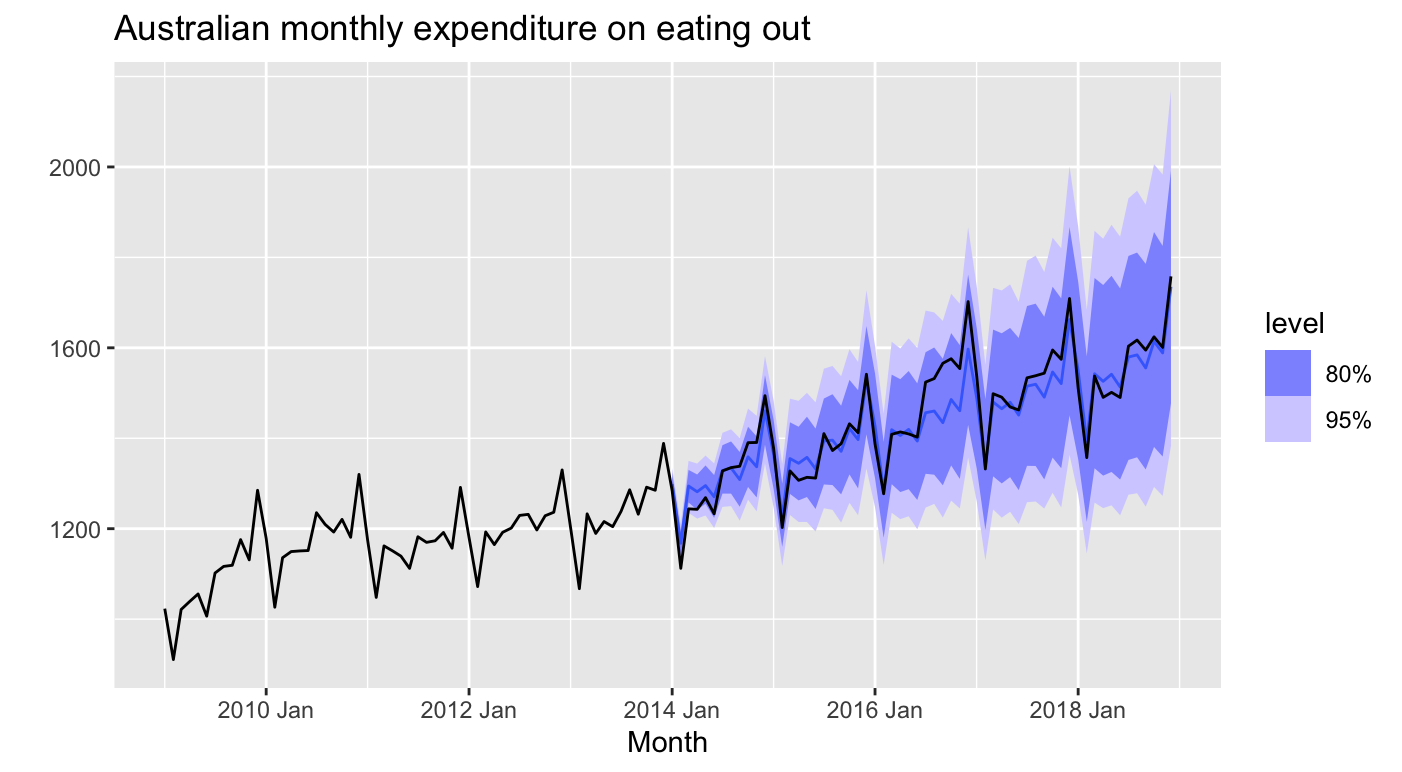 Australian monthly expenditure on eating out
2000
1600
1200
2010 Jan
2012 Jan
2014 Jan
2016 Jan
2018 Jan
Month
level
80%
95%